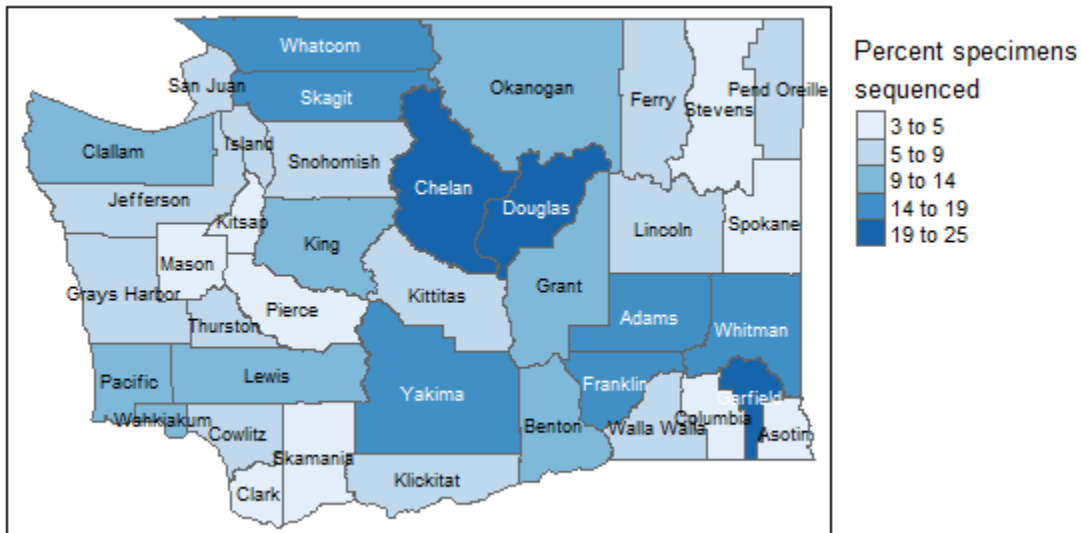 Percent specimens
sequenced
3 to 5
5 to 9
9 to 14
14 to 19
19 to 25
Whatcom
San Juan
Skagit
Okanogan
Ferry
Stevens
Pend Oreille
Clallam
Island
Snohomish
Jefferson
Chelan
Douglas
Kitsap
King
Lincoln
Spokane
Mason
Grays Harbor
Pierce
Kittitas
Grant
Thurston
Adams
Whitman
Pacific
Lewis
Yakima
Franklin
Garfield
Wahkiakum
Cowlitz
Benton
Walla Walla
Columbia
Asotin
Skamania
Klickitat
Clark